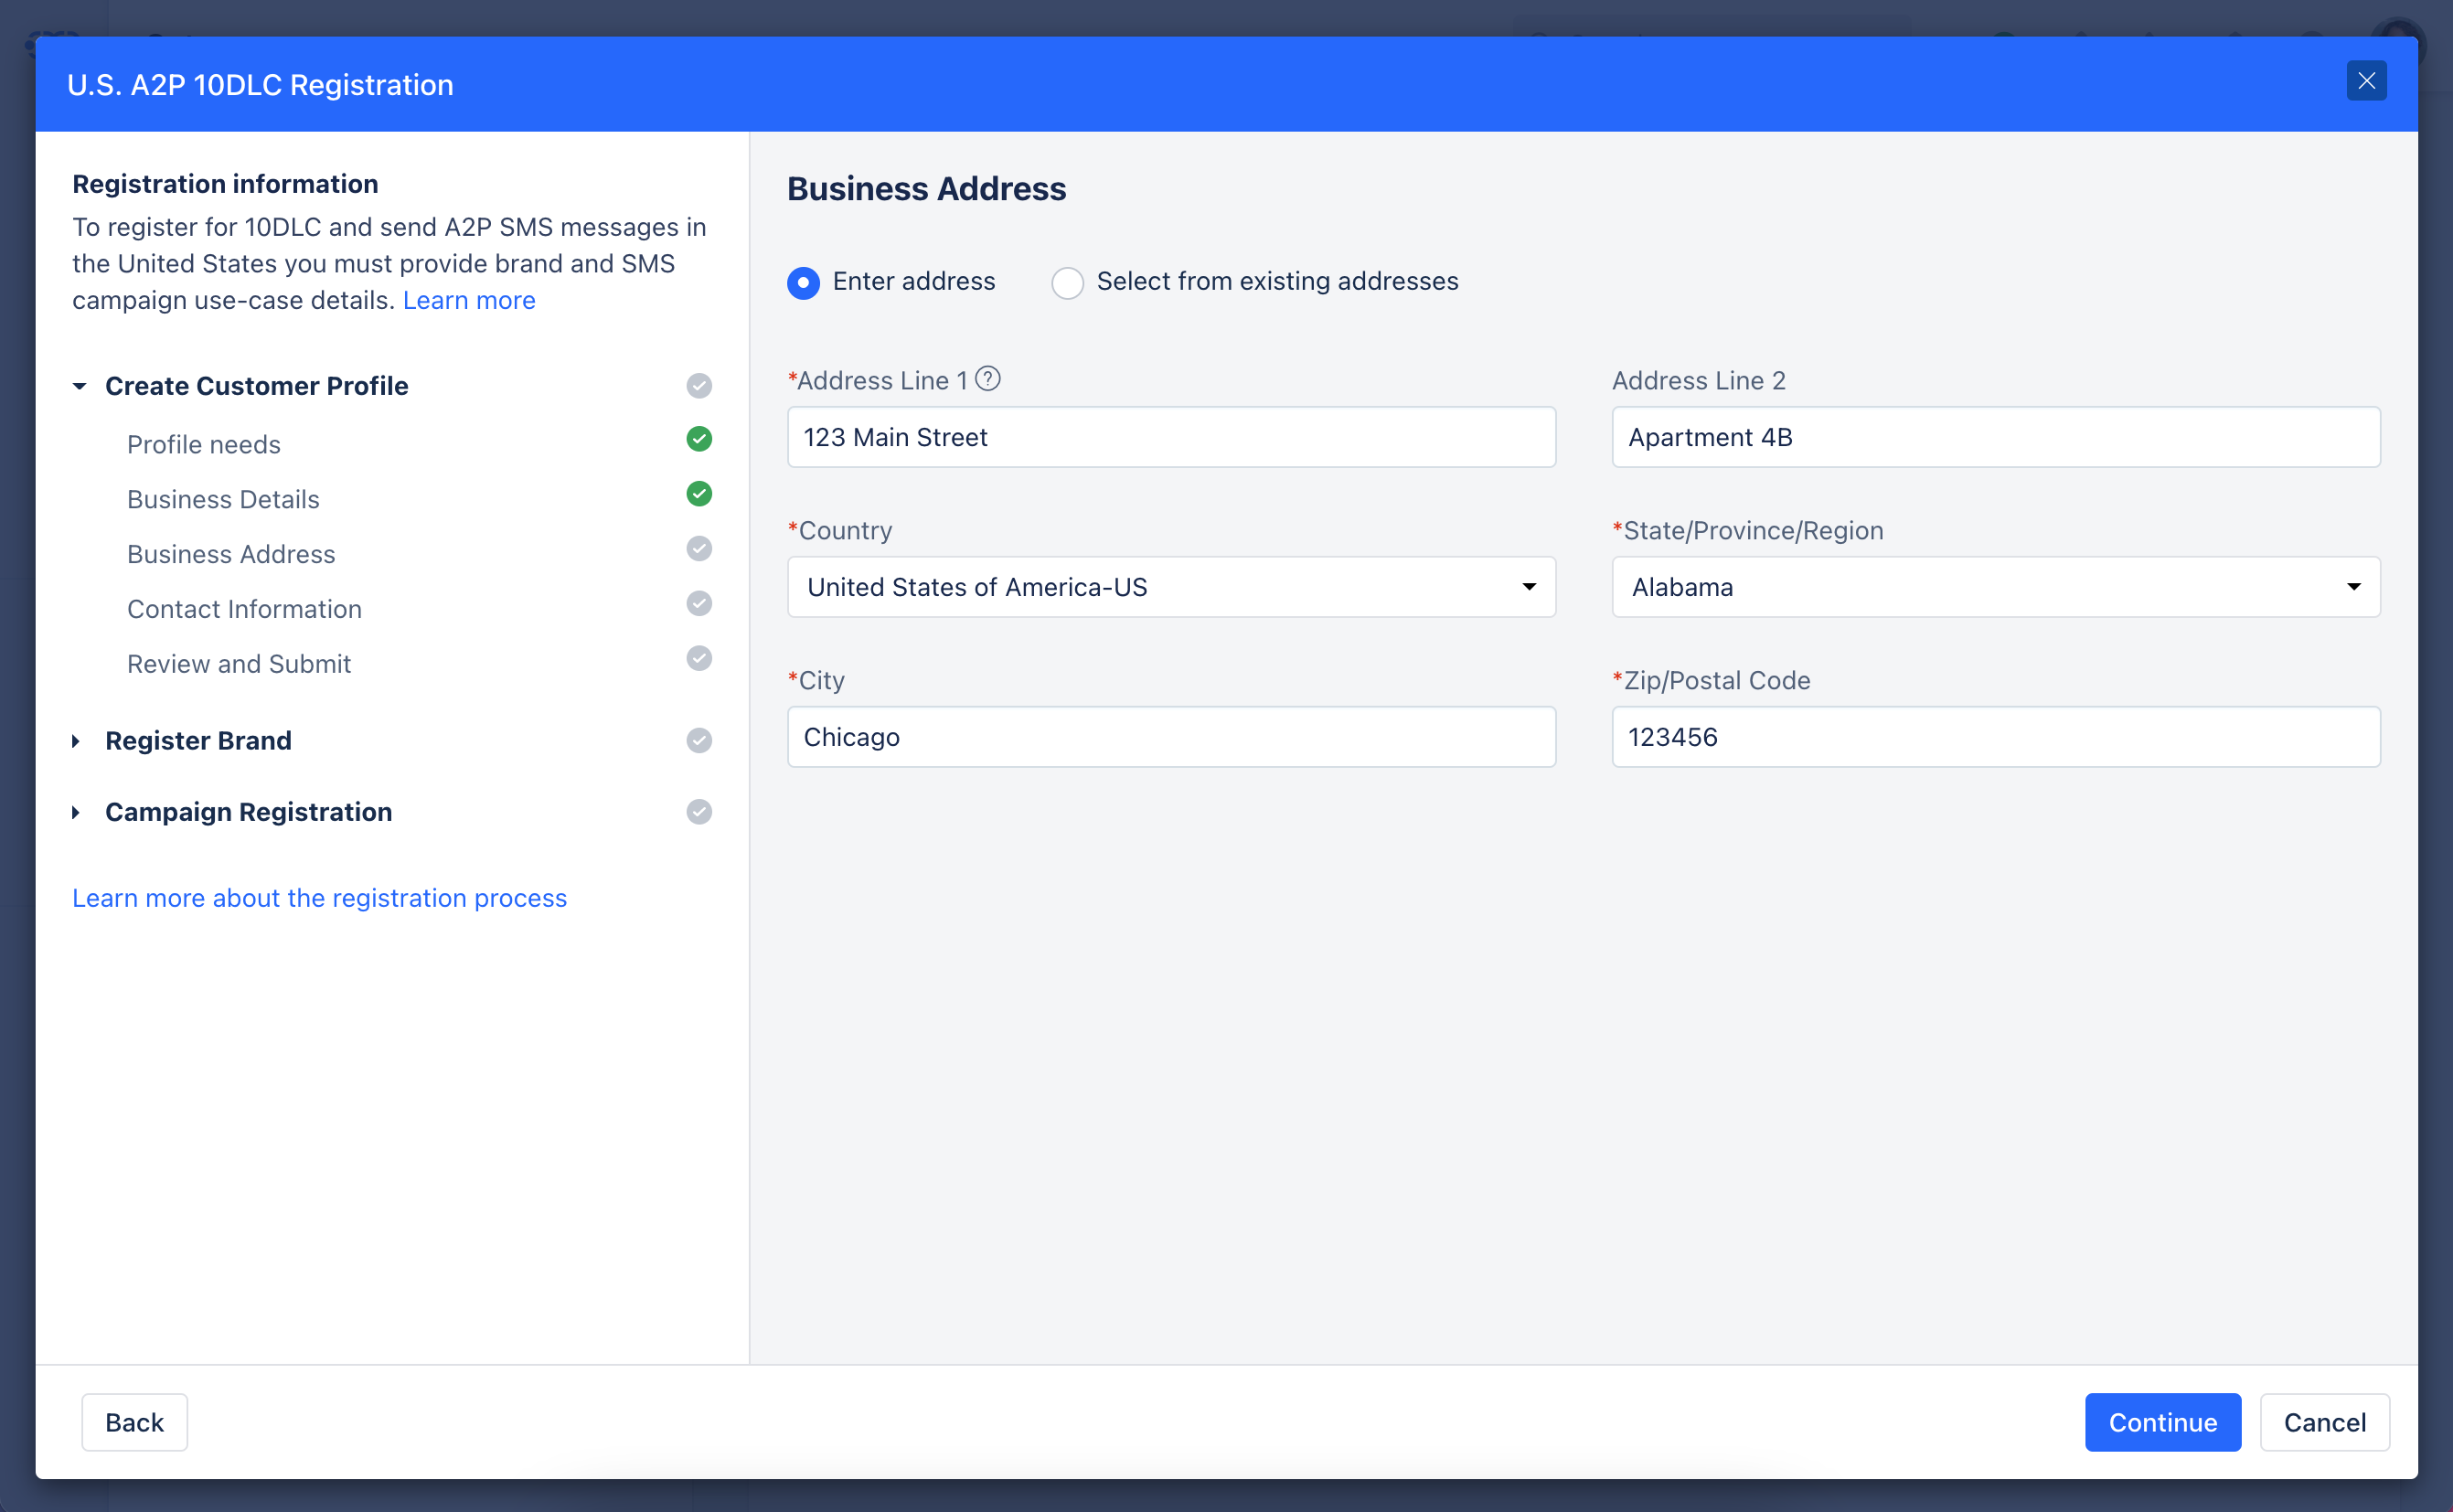 U.S. A2P 10DLC Registration
Registration information
To register for 10DLC and send A2P SMS messages in
the United States you must provide brand and SMS
campaign use-case details. Learn more
Create Customer Profile
Profile needs
Business Details
Business Address
Contact Information
Review and Submit
Register Brand
Campaign Registration
Learn more about the registration process
Business Address
Enter address
Select from existing addresses
*Address Line 1 ?
123 Main Street
Address Line 2
Apartment 4B
*Country
United States of America-US
*State/Province/Region
Alabama
*City
Chicago
*Zip/Postal Code
123456
Back
Continue
Cancel